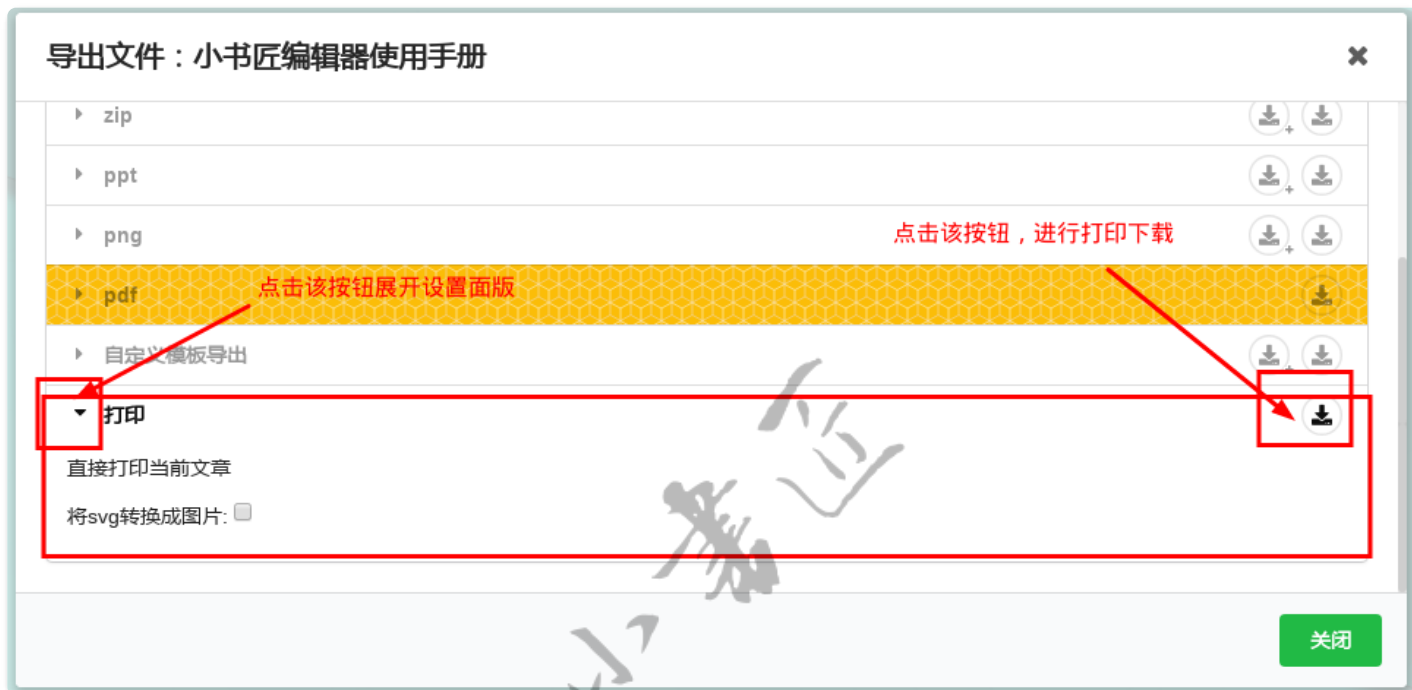 导出文件：小书匠编辑器使用手册
zip
ppt
png
点击该按钮，进行打印下载
pdf
点击该按钮展开设置面版
自定义模板导出
打印
直接打印当前文章
将svg转换成图片:
小书匠
关闭